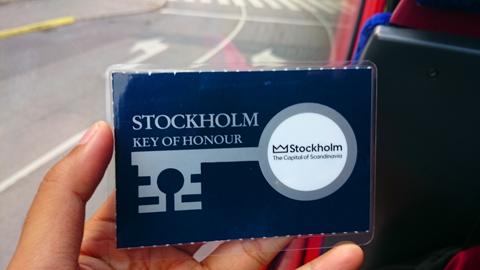 STOCKHOLM
KEY OF HONOUR
Stockholm
The Capital of Scandinavia